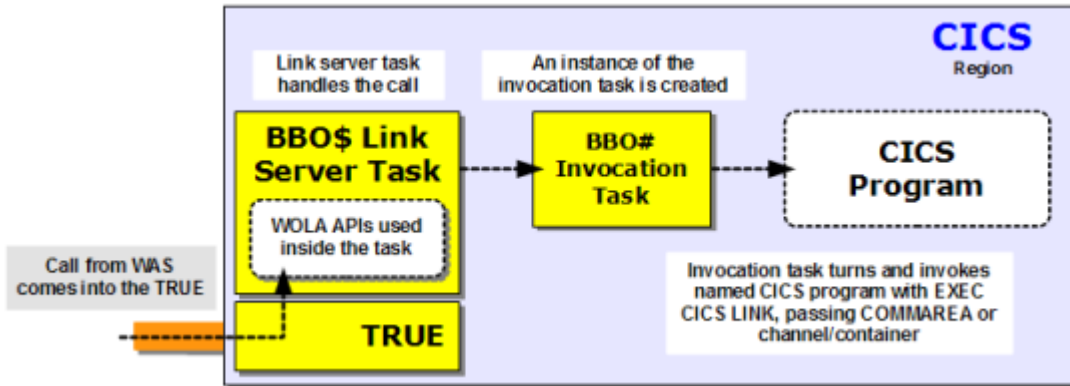 CICS
Region
Link server task
handles the call
An instance of the
invocation task is created
BBO$ Link
Server Task
WOLA APIs used
inside the task
BBO#
Invocation
Task
CICS
Program
Call from WAS
comes into the TRUE
TRUE
Invocation task turns and invokes
named CICS program with EXEC
CICS LINK, passing COMMAREA or
channel/container